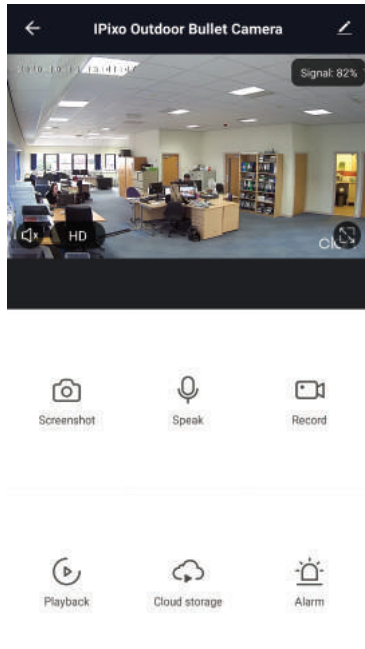 IPixo Outdoor Bullet Camera
Signal: 82%
HD
Screenshot
Speak
Record
Playback
Cloud storage
Alarm